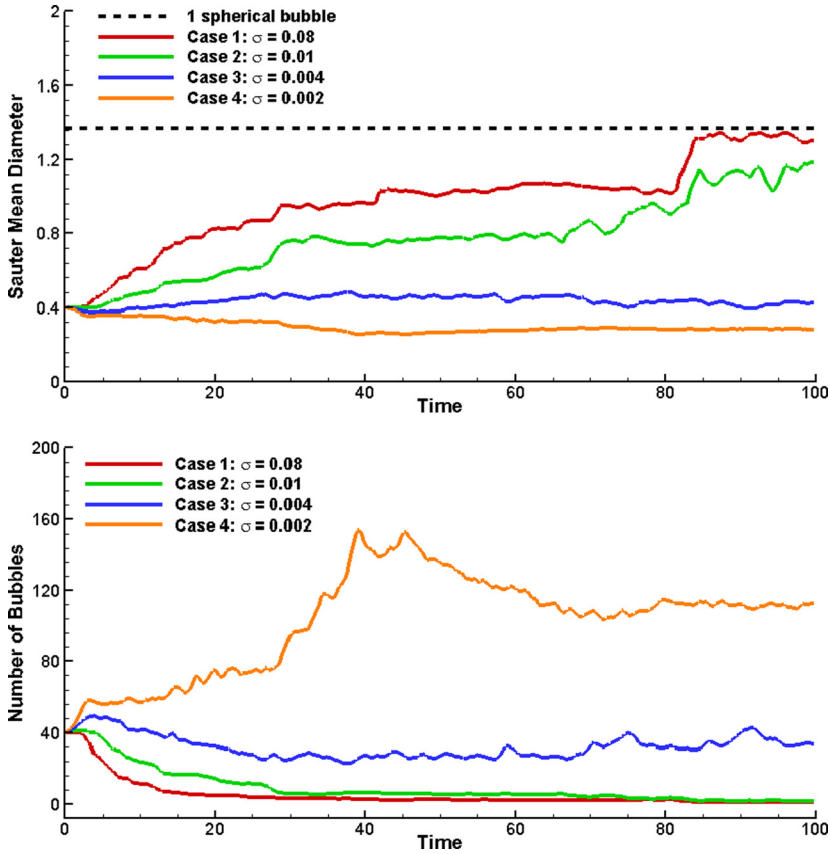 2
1 spherical bubble
Case 1: σ = 0.08
Case 2: σ = 0.01
1.6
Case 3: σ = 0.004
Case 4: σ = 0.002
Sauter Mean Diameter
1.2
0.8
0.4
0
0 20 40 60 80 100
Time
200
Case 1: σ = 0.08
Case 2: σ = 0.01
160
Case 3: σ = 0.004
Case 4: σ = 0.002
Number of Bubbles
120
80
40
0
0 20 40 60 80 100
Time